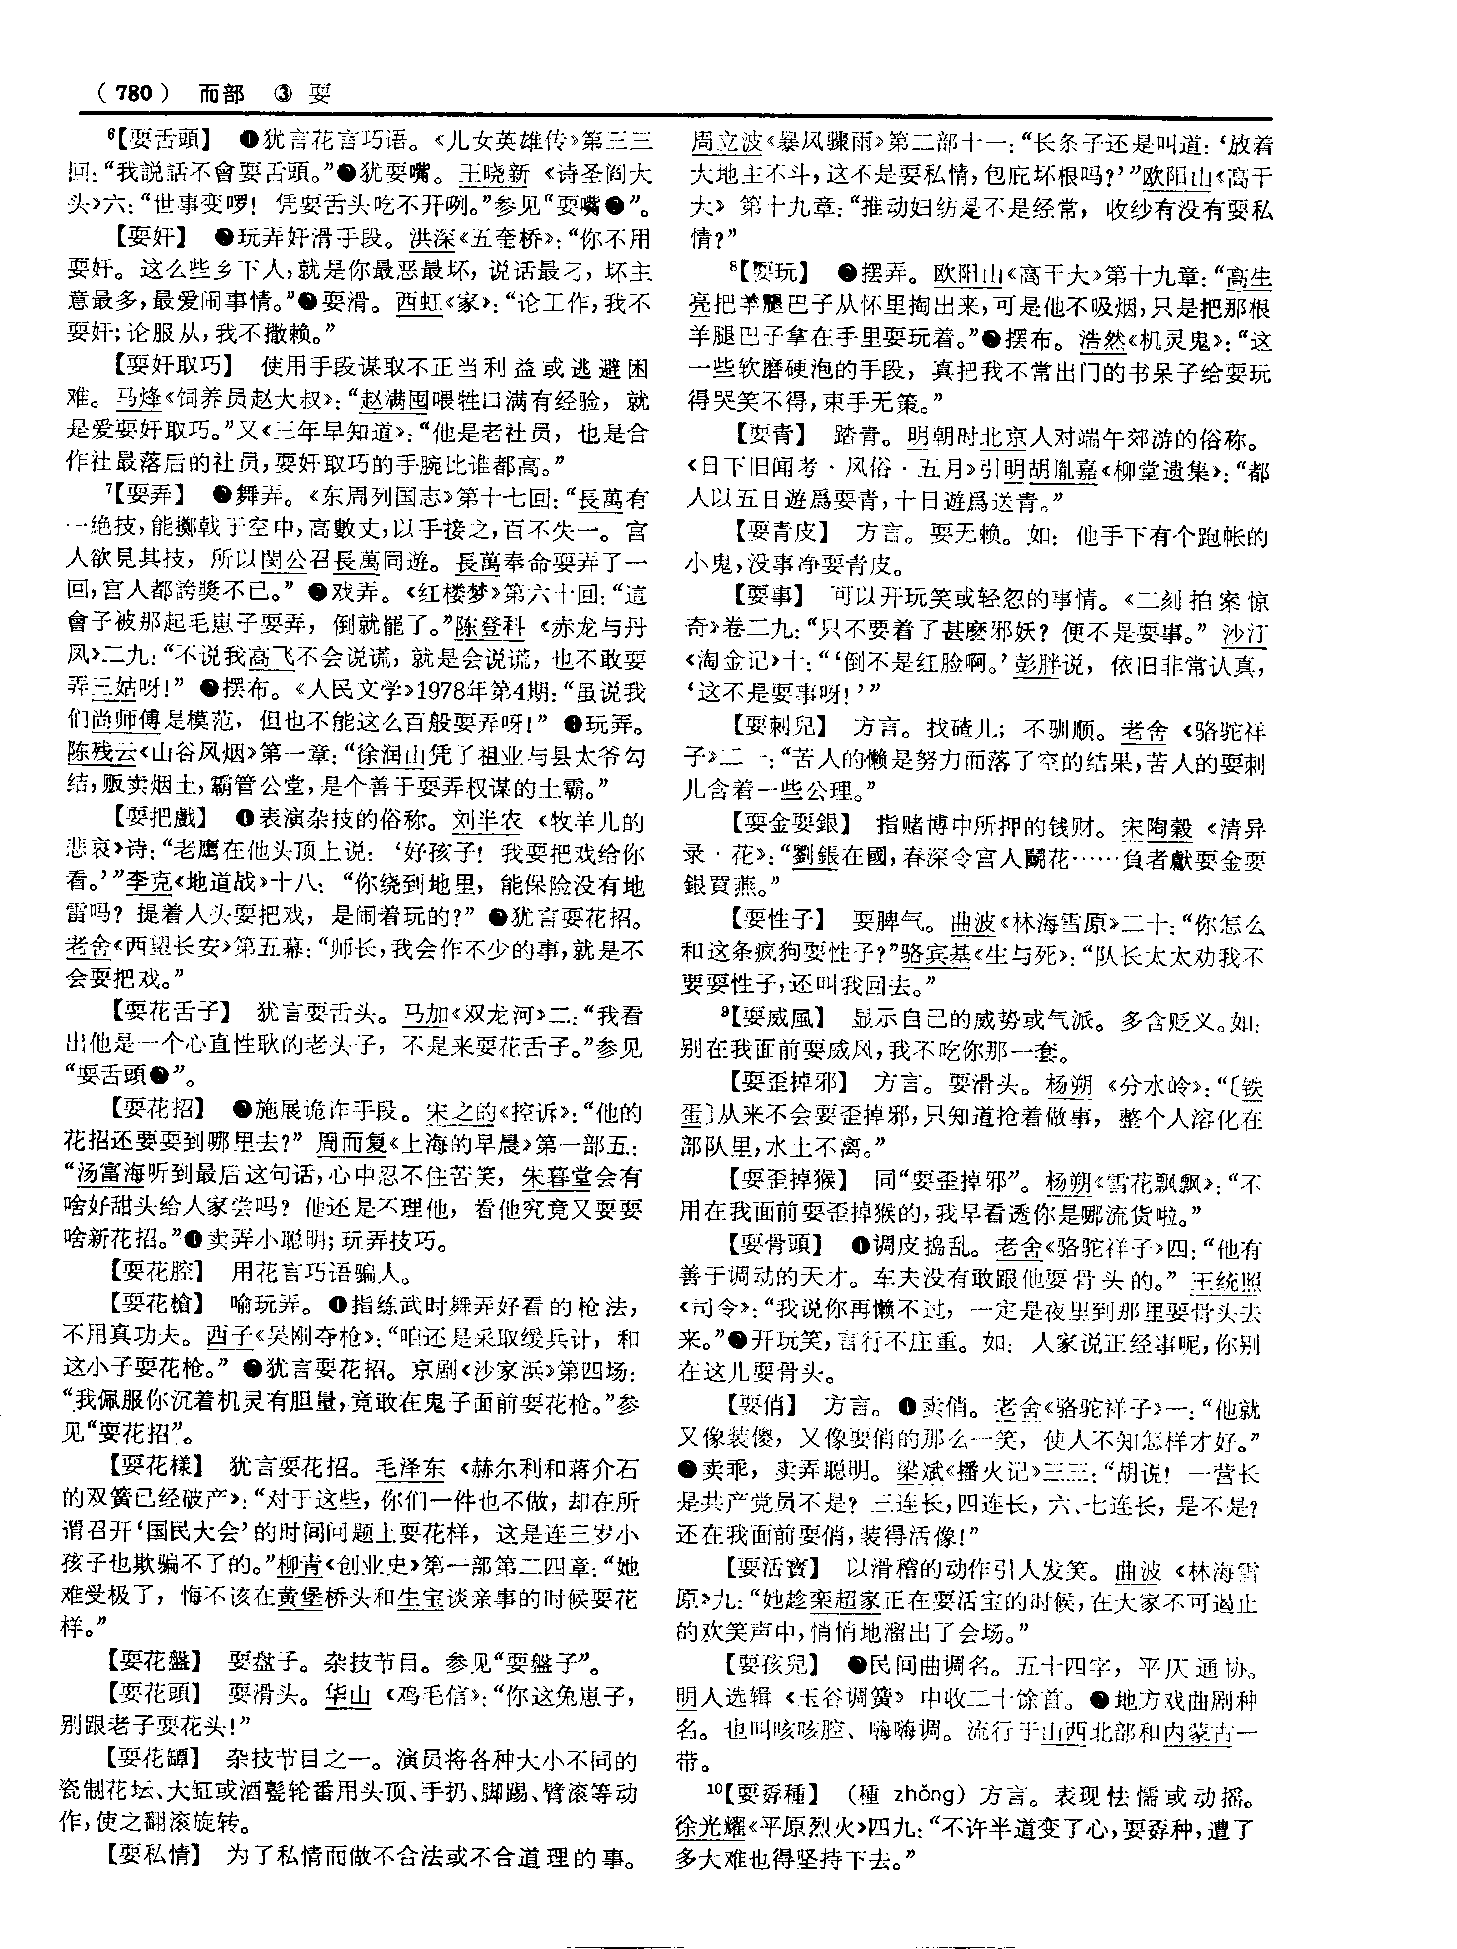 （780） 而部 ③ 耍
⁶【耍舌頭】 ❶犹言花言巧语。《儿女英雄传》第三三
回：“我説話不會耍舌頭。”❷犹耍嘴。王晓新《诗圣阎大
头》六：“世事变啰！凭耍舌头吃不开咧。”参见“耍嘴❶”。
【耍奸】 ❶玩弄奸滑手段。洪深《五奎桥》：“你不用
耍奸。这么些乡下人，就是你最恶最坏，说话最刁，坏主
意最多，最爱闹事情。”❷耍滑。西虹《家》：“论工作，我不
耍奸；论服从，我不撒赖。”
【耍奸取巧】 使用手段谋取不正当利益或逃避困
难。马烽《饲养员赵大叔》：“赵满囤喂牲口满有经验，就
是爱耍奸取巧。”又《三年早知道》：“他是老社员，也是合
作社最落后的社员，耍奸取巧的手腕比谁都高。”
⁷【耍弄】 ❶舞弄。《东周列国志》第十七回：“長萬有
一绝技，能擲戟于空中，高數丈，以手接之，百不失一。宫
人欲見其技，所以閔公召長萬同遊。長萬奉命耍弄了一
回，宫人都誇獎不已。”❷戏弄。《红楼梦》第六十回：“這
會子被那起毛崽子耍弄，倒就罷了。”陈登科《赤龙与丹
凤》二九：“不说我高飞不会说谎，就是会说谎，也不敢耍
弄三姑呀！”❸摆布。《人民文学》1978年第4期：“虽说我
们尚师傅是模范，但也不能这么百般耍弄呀！”❹玩弄。
陈残云《山谷风烟》第一章：“徐润山凭了祖业与县太爷勾
结，贩卖烟土，霸管公堂，是个善于耍弄权谋的土霸。”
【耍把戲】 ❶表演杂技的俗称。刘半农《牧羊儿的
悲哀》诗：“老鹰在他头顶上说：‘好孩子！我耍把戏给你
看。’”李克《地道战》十八：“你绕到地里，能保险没有地
雷吗？提着人头耍把戏，是闹着玩的？”❷犹言耍花招。
老舍《西望长安》第五幕：“师长，我会作不少的事，就是不
会耍把戏。”
【耍花舌子】 犹言耍舌头。马加《双龙河》二：“我看
出他是一个心直性耿的老头子，不是来耍花舌子。”参见
“耍舌頭❶”。
【耍花招】 ❶施展诡诈手段。宋之的《控诉》：“他的
花招还要耍到哪里去？”周而复《上海的早晨》第一部五：
“汤富海听到最后这句话，心中忍不住苦笑，朱暮堂会有
啥好甜头给人家尝吗？他还是不理他，看他究竟又要耍
啥新花招。”❷卖弄小聪明；玩弄技巧。
【耍花腔】 用花言巧语骗人。
【耍花槍】 喻玩弄。❶指练武时舞弄好看的枪法，
不用真功夫。西子《吴刚夺枪》：“咱还是采取缓兵计，和
这小子耍花枪。”❷犹言耍花招。京剧《沙家浜》第四场：
“我佩服你沉着机灵有胆量，竟敢在鬼子面前耍花枪。”参
见“耍花招”。
【耍花樣】 犹言耍花招。毛泽东《赫尔利和蒋介石
的双簧已经破产》：“对于这些，你们一件也不做，却在所
谓召开‘国民大会’的时间问题上耍花样，这是连三岁小
孩子也欺骗不了的。”柳青《创业史》第一部第二四章：“她
难受极了，悔不该在黄堡桥头和生宝谈亲事的时候耍花
样。”
【耍花盤】 耍盘子。杂技节目。参见“耍盤子”。
【耍花頭】 耍滑头。华山《鸡毛信》：“你这兔崽子，
别跟老子耍花头！”
【耍花罎】 杂技节目之一。演员将各种大小不同的
瓷制花坛、大缸或酒甏轮番用头顶、手扔、脚踢、臂滚等动
作，使之翻滚旋转。
【耍私情】 为了私情而做不合法或不合道理的事。
周立波《暴风骤雨》第二部十一：“长条子还是叫道：‘放着
大地主不斗，这不是耍私情，包庇坏根吗？’”欧阳山《高干
大》第十九章：“推动妇纺是不是经常，收纱有没有耍私
情？”
⁸【耍玩】 ❶摆弄。欧阳山《高干大》第十九章：“高生
亮把羊腿巴子从怀里掏出来，可是他不吸烟，只是把那根
羊腿巴子拿在手里耍玩着。”❷摆布。浩然《机灵鬼》：“这
一些软磨硬泡的手段，真把我不常出门的书呆子给耍玩
得哭笑不得，束手无策。”
【耍青】 踏青。明朝时北京人对端午郊游的俗称。
《日下旧闻考·风俗·五月》引明胡胤嘉《柳堂遗集》：“都
人以五日遊爲耍青，十日遊爲送青。”
【耍青皮】 方言。耍无赖。如：他手下有个跑帐的
小鬼，没事净耍青皮。
【耍事】 可以开玩笑或轻忽的事情。《二刻拍案惊
奇》卷二九：“只不要着了甚麽邪妖？便不是耍事。”沙汀
《淘金记》十：“‘倒不是红脸啊。’彭胖说，依旧非常认真，
‘这不是耍事呀！’”
【耍刺兒】 方言。找碴儿；不驯顺。老舍《骆驼祥
子》二一：“苦人的懒是努力而落了空的结果，苦人的耍刺
儿含着一些公理。”
【耍金耍銀】 指赌博中所押的钱财。宋陶穀《清异
录·花》：“劉鋹在國，春深令宫人鬭花……負者獻耍金耍
銀買燕。”
【耍性子】 耍脾气。曲波《林海雪原》二十：“你怎么
和这条疯狗耍性子？”骆宾基《生与死》：“队长太太劝我不
要耍性子，还叫我回去。”
⁹【耍威風】 显示自己的威势或气派。多含贬义。如：
别在我面前耍威风，我不吃你那一套。
【耍歪掉邪】 方言。耍滑头。杨朔《分水岭》：“〔铁
蛋〕从来不会耍歪掉邪，只知道抢着做事，整个人溶化在
部队里，水土不离。”
【耍歪掉猴】 同“耍歪掉邪”。杨朔《雪花飘飘》：“不
用在我面前耍歪掉猴的，我早看透你是哪流货啦。”
【耍骨頭】 ❶调皮捣乱。老舍《骆驼祥子》四：“他有
善于调动的天才。车夫没有敢跟他耍骨头的。”王统照
《司令》：“我说你再懒不过，一定是夜里到那里耍骨头去
来。”❷开玩笑，言行不庄重。如：人家说正经事呢，你别
在这儿耍骨头。
【耍俏】 方言。❶卖俏。老舍《骆驼祥子》一：“他就
又像装傻，又像耍俏的那么一笑，使人不知怎样才好。”
❷卖乖，卖弄聪明。梁斌《播火记》三三：“胡说！一营长
是共产党员不是？三连长，四连长，六、七连长，是不是？
还在我面前耍俏，装得活像！”
【耍活寳】 以滑稽的动作引人发笑。曲波《林海雪
原》九：“她趁栾超家正在耍活宝的时候，在大家不可遏止
的欢笑声中，悄悄地溜出了会场。”
【耍孩兒】 ❶民间曲调名。五十四字，平仄通协。
明人选辑《玉谷调簧》中收二十馀首。❷地方戏曲剧种
名。也叫咳咳腔、嗨嗨调。流行于山西北部和内蒙古一
带。
¹⁰【耍孬種】 （種 zhǒng）方言。表现怯懦或动摇。
徐光耀《平原烈火》四九：“不许半道变了心，耍孬种，遭了
多大难也得坚持下去。”